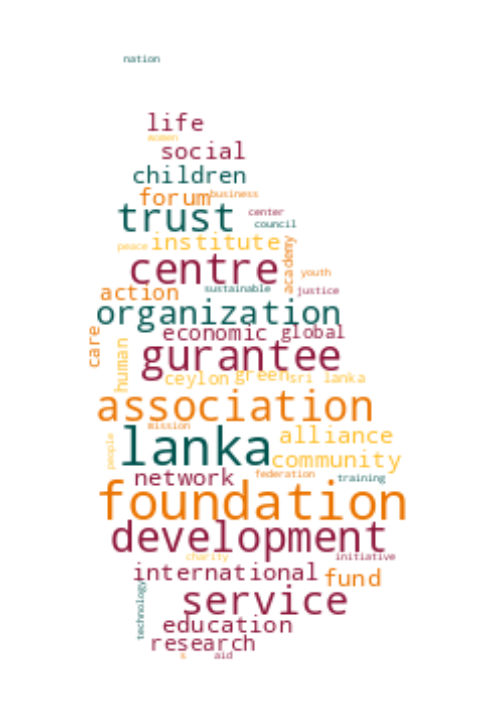 nation
life
women
social
children
forum
business
trust
center
council
peace
institute
academy
centre
youth
action
sustainable
justice
organization
economic
global
care
human
gurantee
ceylon
green
sri lanka
association
mission
people
lanka
alliance
community
network
federation
training
foundation
development
charity
initiative
international
fund
technology
service
education
research
aid